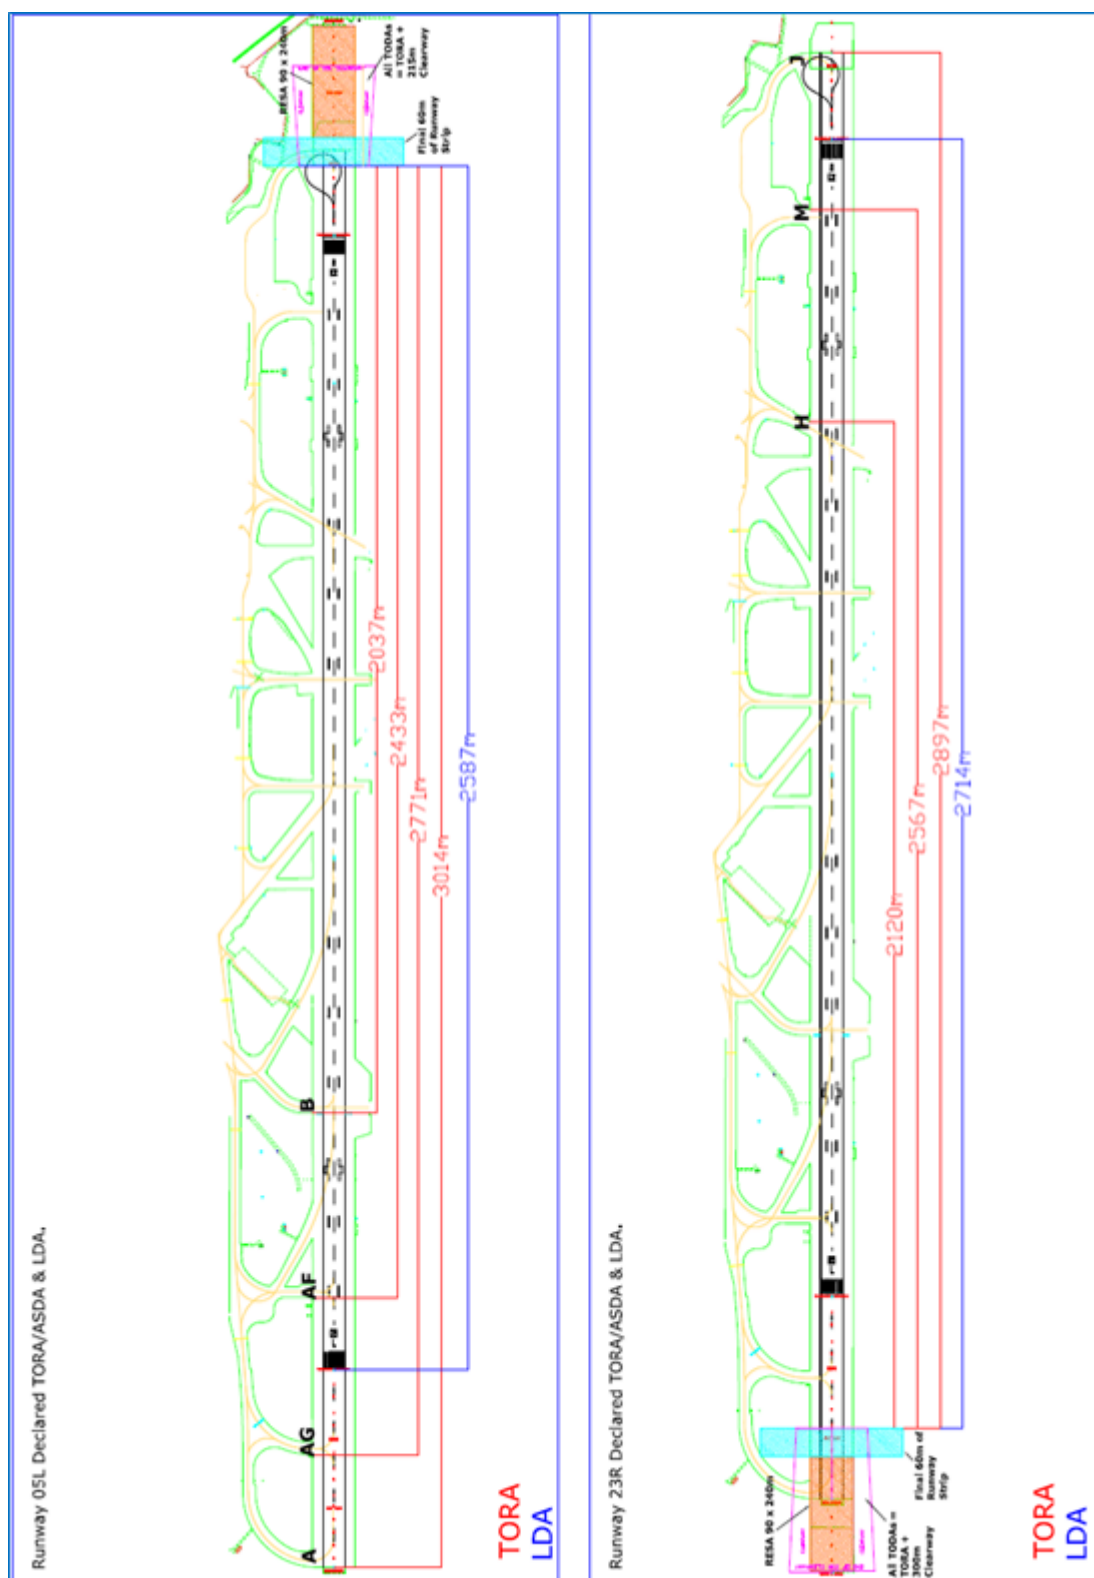 Runway 05L Declared TORA/ASDA & LDA.
A
AG
AF
B
RESA 90 x 240m
All TODAs
= TORA +
215m
Clearway
Final 60m
of Runway
Strip
2037m
2433m
2771m
3014m
2587m
TORA
LDA
Runway 23R Declared TORA/ASDA & LDA.
J
M
H
2120m
2567m
2897m
2714m
RESA 90 x 240m
Final 60m of
Runway
Strip
All TODAs =
TORA +
300m
Clearway
TORA
LDA